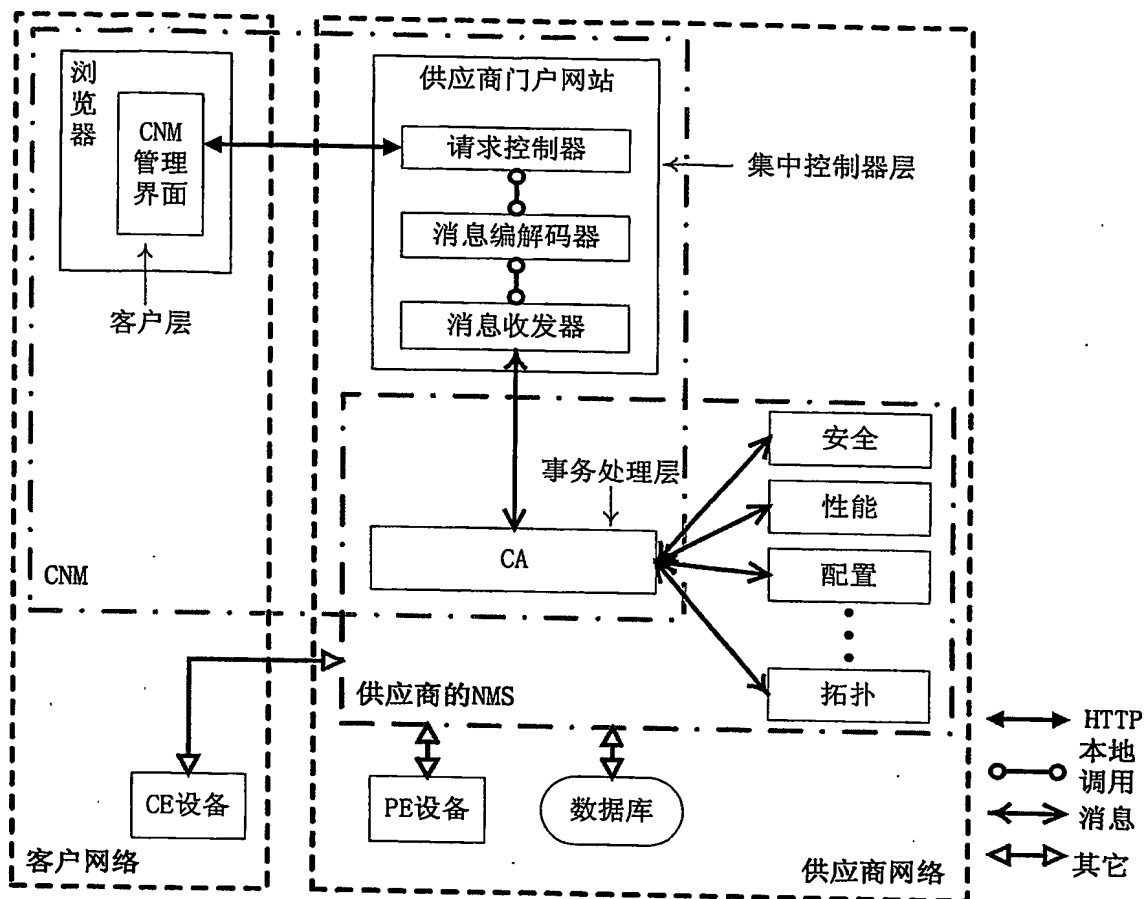 浏览器
CNM
管理
界面
客户层
供应商门户网站
请求控制器
消息编解码器
消息收发器
集中控制器层
事务处理层
CA
安全
性能
配置
拓扑
CNM
供应商的NMS
CE设备
PE设备
数据库
客户网络
供应商网络
HTTP
本地
调用
消息
其它